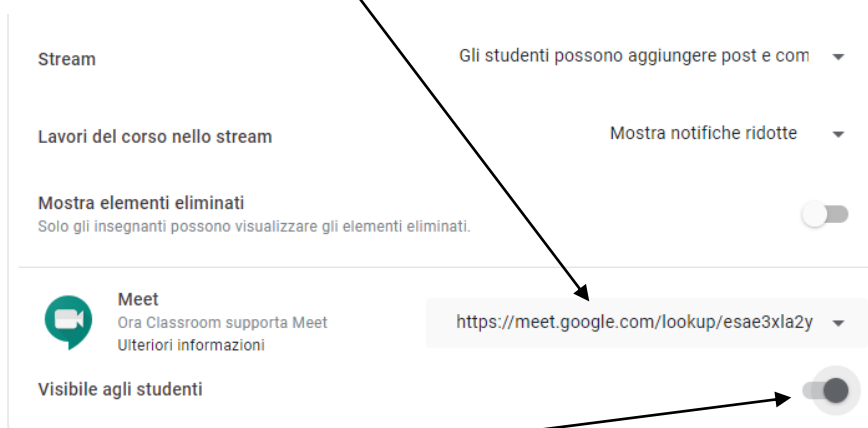 Stream
Gli studenti possono aggiungere post e com
Lavori del corso nello stream
Mostra notifiche ridotte
Mostra elementi eliminati
Solo gli insegnanti possono visualizzare gli elementi eliminati.
Meet
Ora Classroom supporta Meet
Ulteriori informazioni
https://meet.google.com/lookup/esae3xla2y
Visibile agli studenti